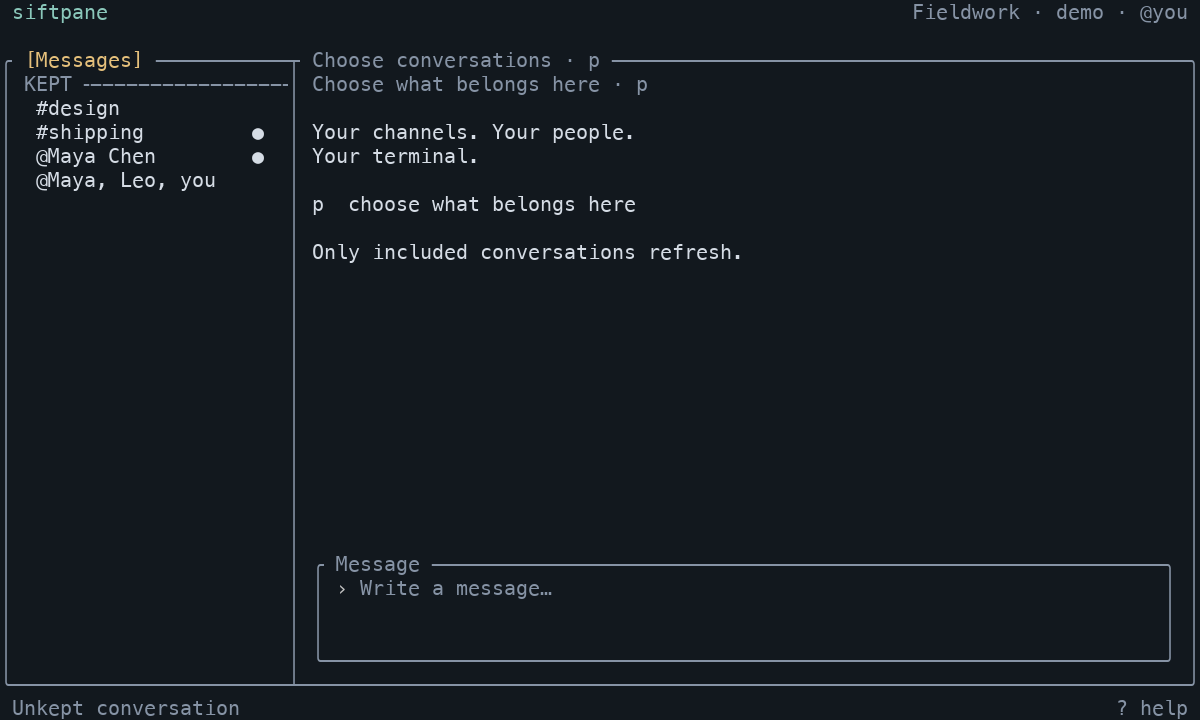 siftpane
Fieldwork · demo · @you
[Messages]
KEPT
#design
#shipping ●
@Maya Chen ●
@Maya, Leo, you
Choose conversations · p
Choose what belongs here · p
Your channels. Your people.
Your terminal.
p  choose what belongs here
Only included conversations refresh.
Message
› Write a message…
Unkept conversation
? help